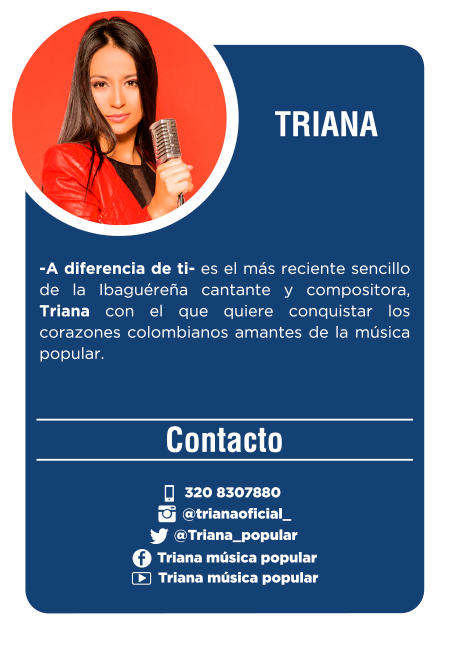 TRIANA
-A diferencia de ti- es el más reciente sencillo
de la Ibaguéreña cantante y compositora,
Triana con el que quiere conquistar los
corazones colombianos amantes de la música
popular.
Contacto
320 8307880
@trianaoficial_
@Triana_popular
Triana música popular
Triana música popular